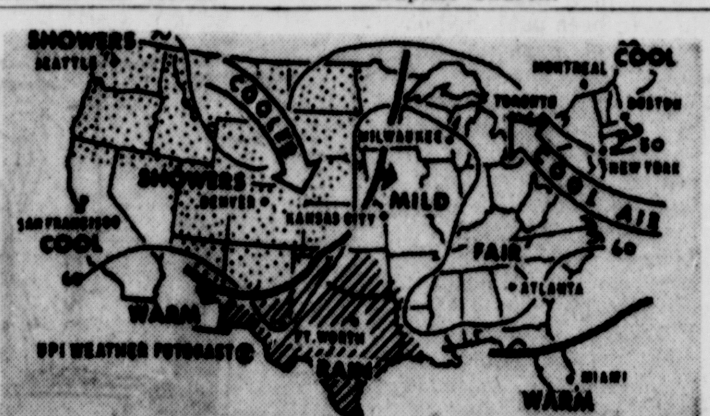 SHOWERS
SEATTLE
COOLER
MONTREAL
COOL
TORONTO
BOSTON
MILWAUKEE
50
NEW YORK
COOL AIR
SHOWERS
DENVER
KANSAS CITY
MILD
SAN FRANCISCO
COOL
FAIR
60
60
ATLANTA
WARM
FT. WORTH
UPI WEATHER FOTOCAST ©
RAIN
MIAMI
WARM